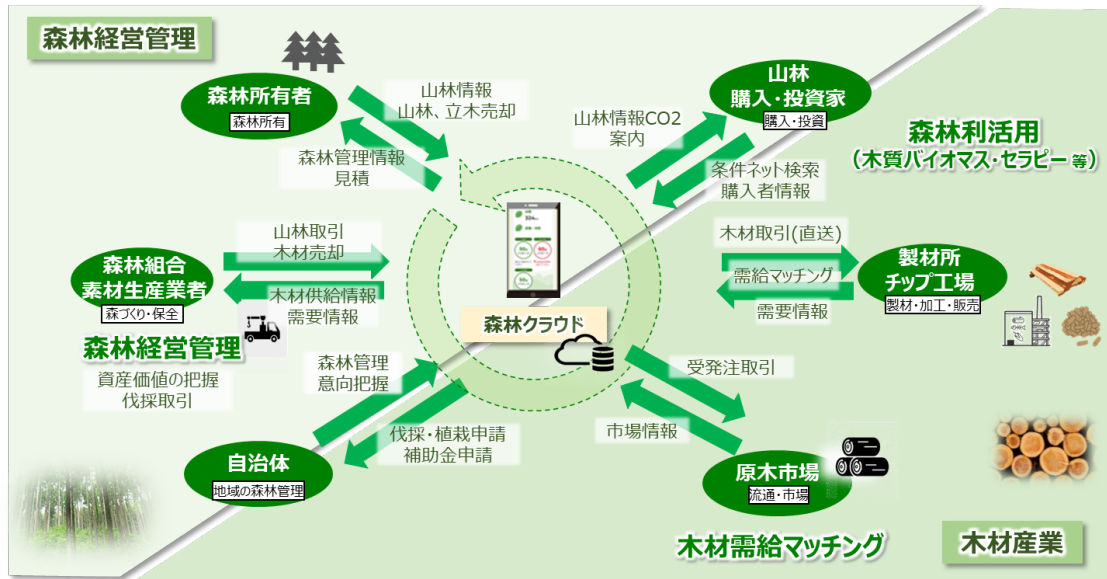 森林経営管理
森林所有者
森林所有
山林情報
山林、立木売却
森林管理情報
見積
山林
購入・投資家
購入・投資
山林情報CO2
案内
条件ネット検索
購入者情報
森林利活用
（木質バイオマス・セラピー 等）
山林取引
木材売却
森林組合
素材生産業者
森づくり・保全
木材供給情報
需要情報
森林経営管理
資産価値の把握
伐採取引
木材取引(直送)
需給マッチング
需要情報
製材所
チップ工場
製材・加工・販売
森林クラウド
森林管理
意向把握
伐採・植栽申請
補助金申請
自治体
地域の森林管理
受発注取引
市場情報
原木市場
流通・市場
木材需給マッチング
木材産業